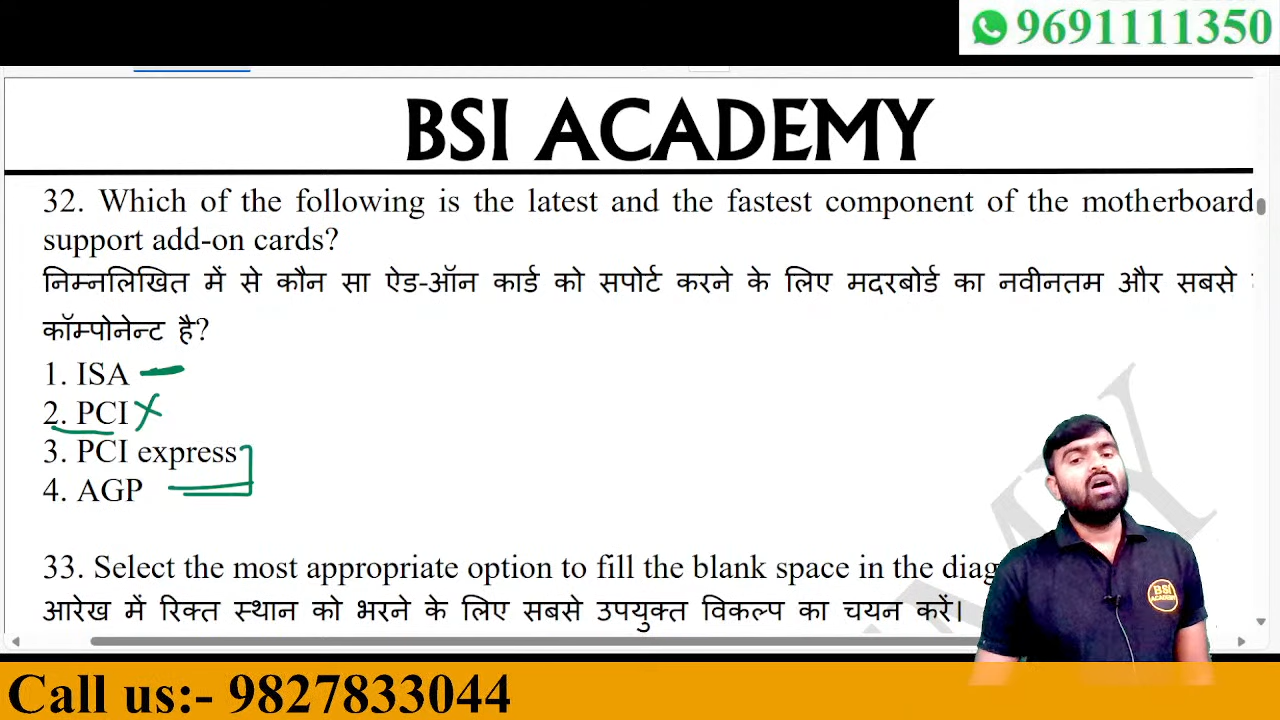 9691111350
BSI ACADEMY
32. Which of the following is the latest and the fastest component of the motherboard
support add-on cards?
निम्नलिखित में से कौन सा ऐड-ऑन कार्ड को सपोर्ट करने के लिए मदरबोर्ड का नवीनतम और सबसे
कॉम्पोनेन्ट है?
1. ISA
2. PCI
3. PCI express
4. AGP
33. Select the most appropriate option to fill the blank space in the
आरेख में रिक्त स्थान को भरने के लिए सबसे उपयुक्त विकल्प का चयन करें।
BSI
ACADEMY
Call us:- 9827833044